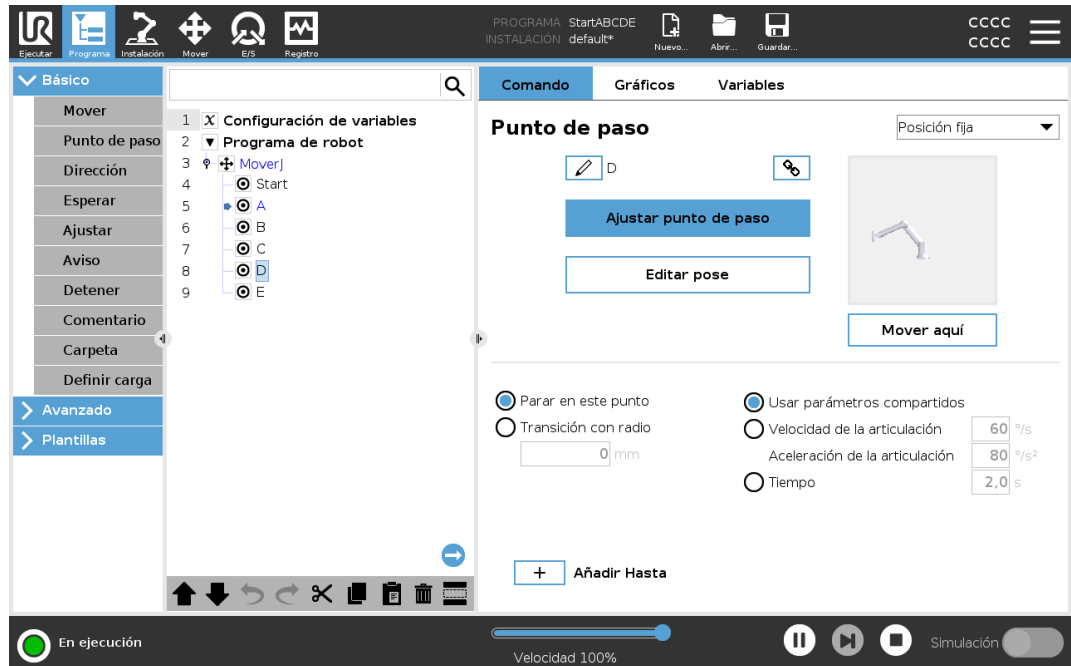 PROGRAMA StartABCDE
INSTALACIÓN default*
CCCC
CCCC
Ejecutar Programa Instalación Mover E/S Registro Nuevo... Abrir... Guardar...
Básico
Mover
Punto de paso
Dirección
Esperar
Ajustar
Aviso
Detener
Comentario
Carpeta
Definir carga
Avanzado
Plantillas
1 X Configuración de variables
2 Programa de robot
3 MoverJ
4 Start
5 A
6 B
7 C
8 D
9 E
Comando Gráficos Variables
Punto de paso
Posición fija
D
Ajustar punto de paso
Editar pose
Mover aquí
Parar en este punto
Transición con radio
0 mm
Usar parámetros compartidos
Velocidad de la articulación 60 °/s
Aceleración de la articulación 80 °/s²
Tiempo 2,0 s
+ Añadir Hasta
En ejecución
Velocidad 100%
Simulación